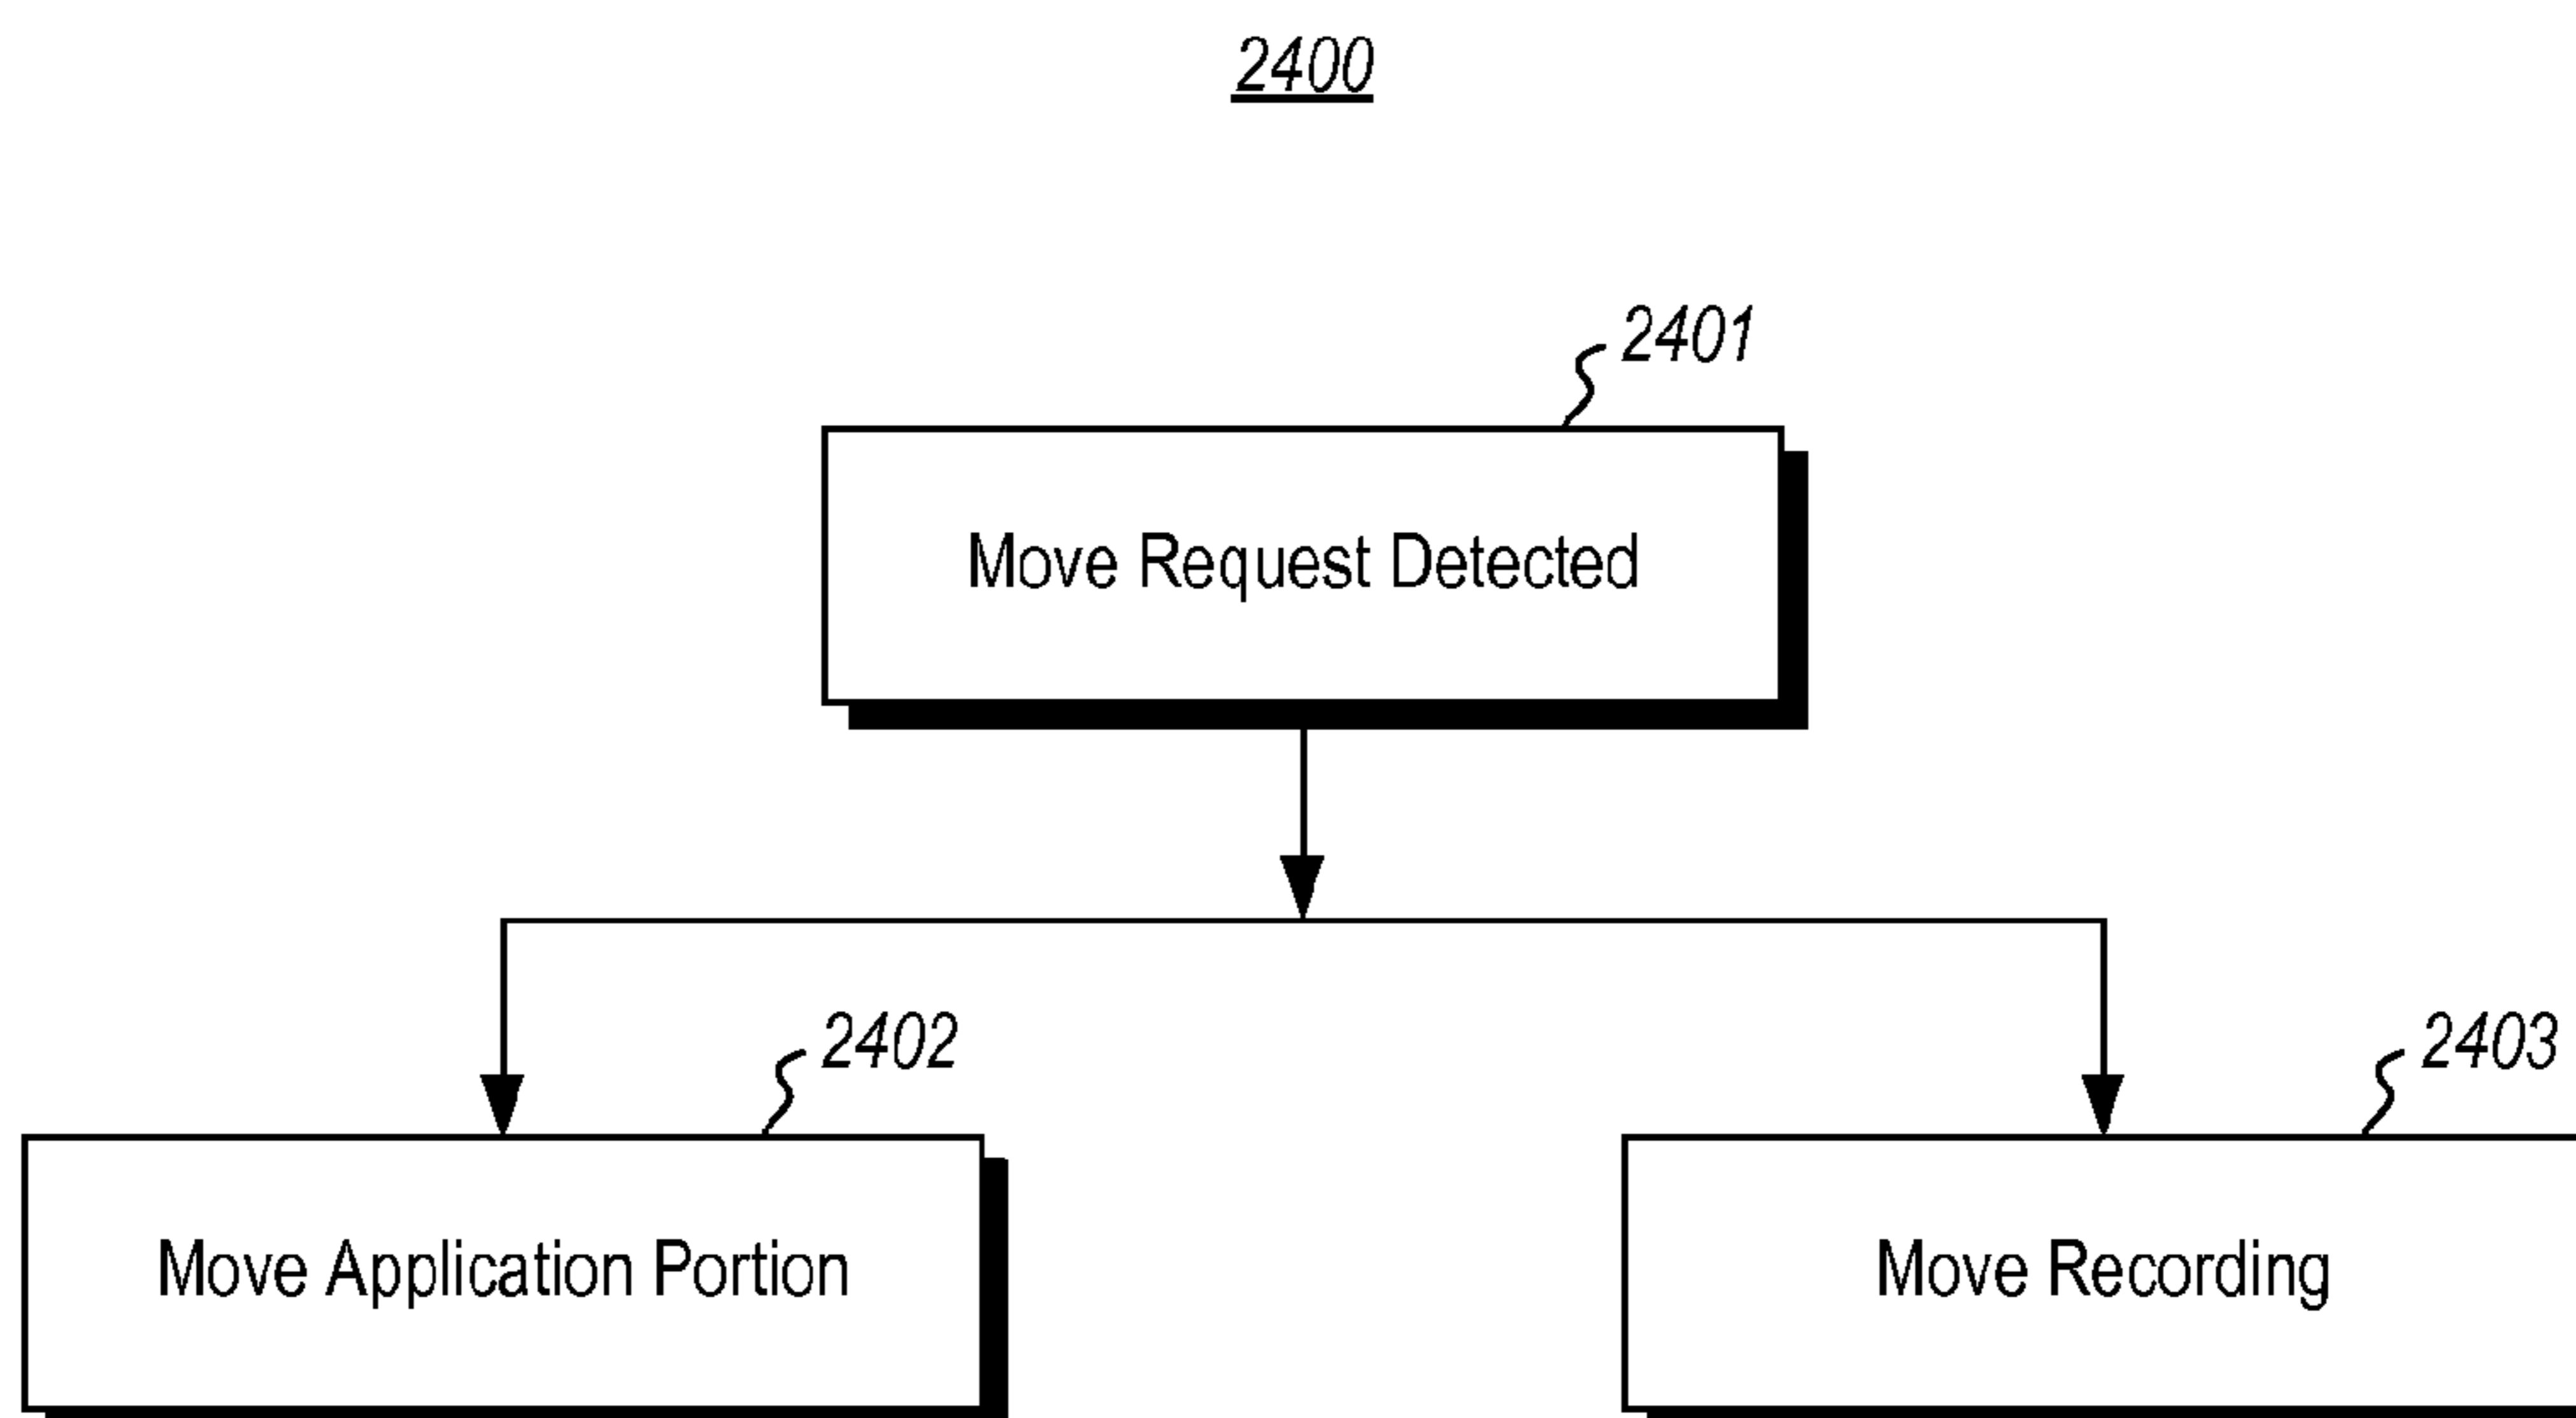 2400
2401
Move Request Detected
2402
2403
Move Application Portion
Move Recording